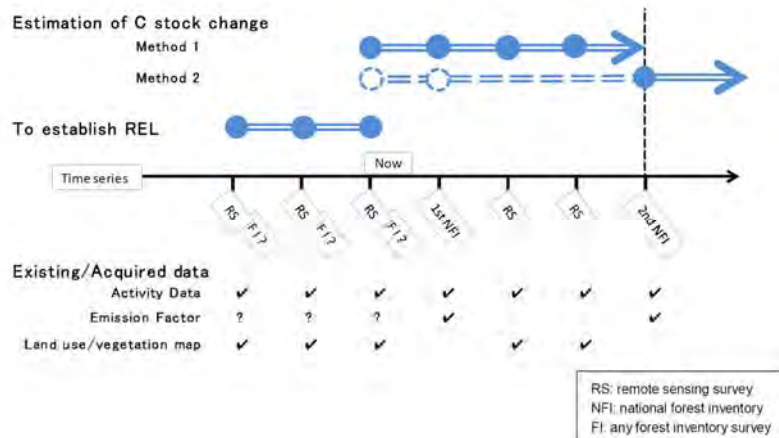 Estimation of C stock change
Method 1
Method 2
To establish REL
Now
Time series
RS
FI ?
RS
FI ?
RS
FI ?
1st NFI
RS
RS
2nd NFI
Existing/Acquired data
Activity Data ✓ ✓ ✓ ✓ ✓ ✓ ✓
Emission Factor ? ? ? ✓ ✓
Land use/vegetation map ✓ ✓ ✓ ✓ ✓
RS: remote sensing survey
NFI: national forest inventory
FI: any forest inventory survey